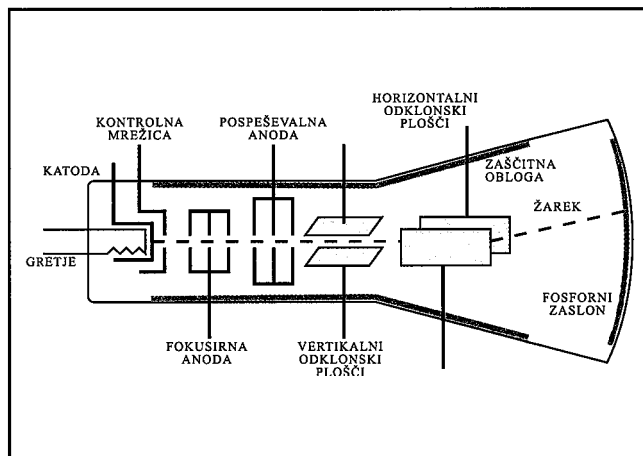 HORIZONTALNI
ODKLONSKI
PLOŠČI
KONTROLNA
MREŽICA
POSPEŠEVALNA
ANODA
ZAŠČITNA
OBLOGA
KATODA
ŽAREK
GRETJE
FOSFORNI
ZASLON
FOKUSIRNA
ANODA
VERTIKALNI
ODKLONSKI
PLOŠČI